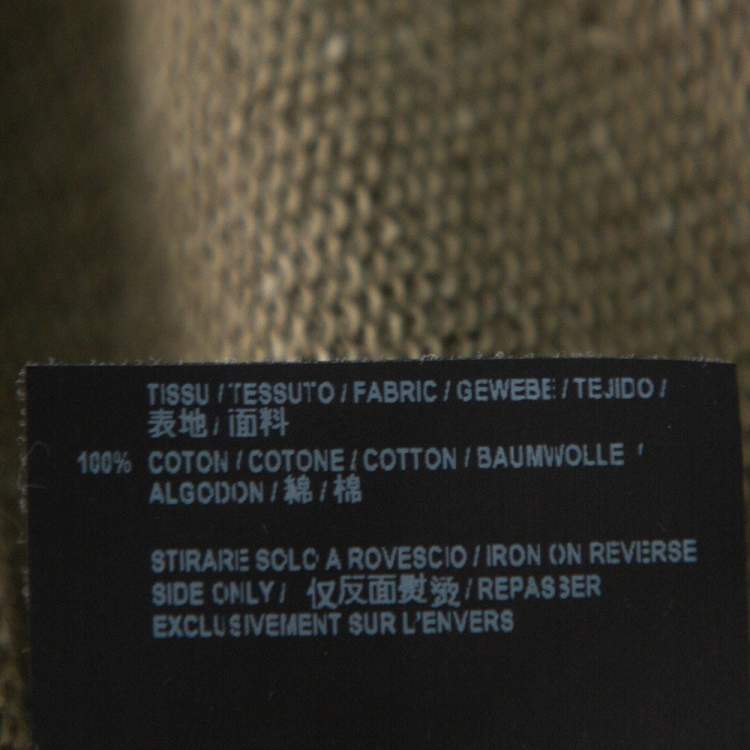 TISSU / TESSUTO / FABRIC / GEWEBE / TEJIDO /
表地 / 面料
100% COTON / COTONE / COTTON / BAUMWOLLE /
ALGODON / 綿 / 棉
STIRARE SOLO A ROVESCIO / IRON ON REVERSE
SIDE ONLY / 仅反面熨烫 / REPASSER
EXCLUSIVEMENT SUR L'ENVERS